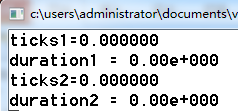 c:\users\administrator\documents\v
ticks1=0.000000
duration1 = 0.00e+000
ticks2=0.000000
duration2 = 0.00e+000